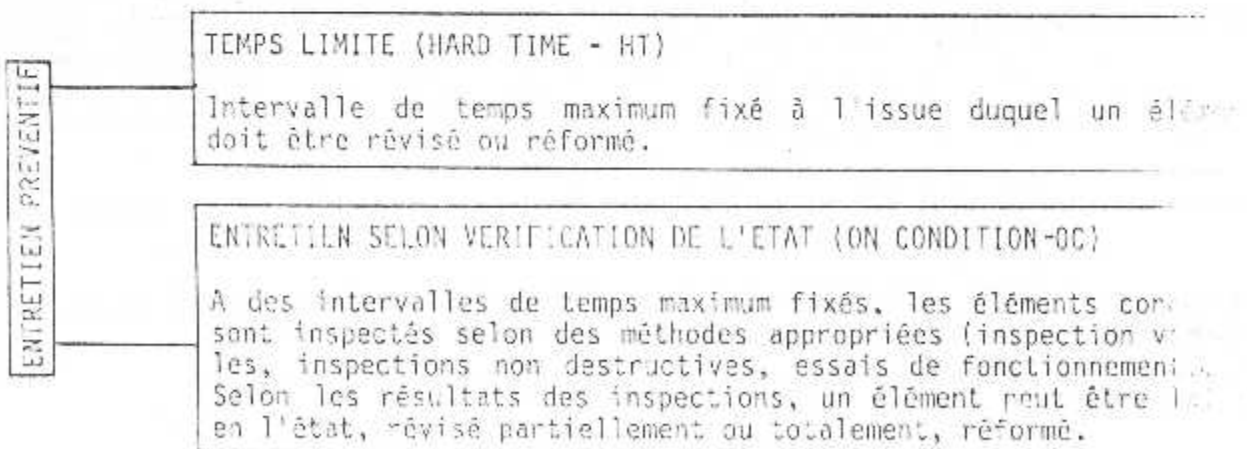 TEMPS LIMITE (HARD TIME - HT)
Intervalle de temps maximum fixé à l'issue duquel un
doit être révisé ou réformé.
ENTRETIEN PREVENTIF
ENTRETIEN SELON VERIFICATION DE L'ETAT (ON CONDITION-OC)
A des intervalles de temps maximum fixés, les éléments
sont inspectés selon des méthodes appropriées (inspection
les, inspections non destructives, essais de fonctionnement
Selon les résultats des inspections, un élément peut être
en l'état, révisé partiellement ou totalement, réformé.